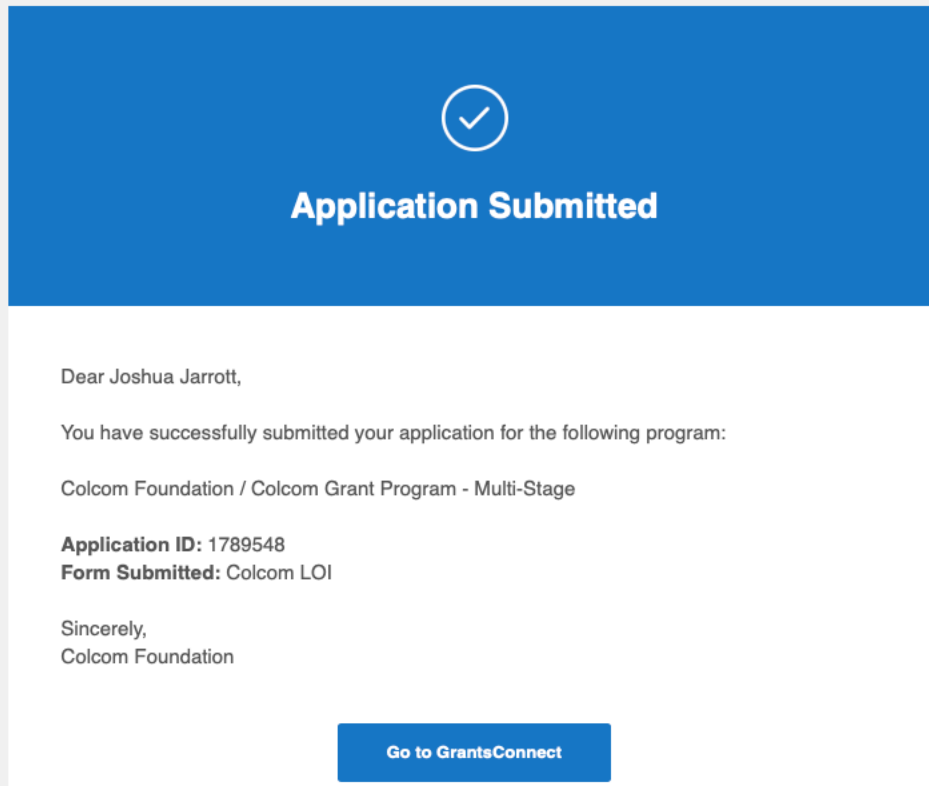 Application Submitted
Dear Joshua Jarrott,
You have successfully submitted your application for the following program:
Colcom Foundation / Colcom Grant Program - Multi-Stage
Application ID: 1789548
Form Submitted: Colcom LOI
Sincerely,
Colcom Foundation
Go to GrantsConnect